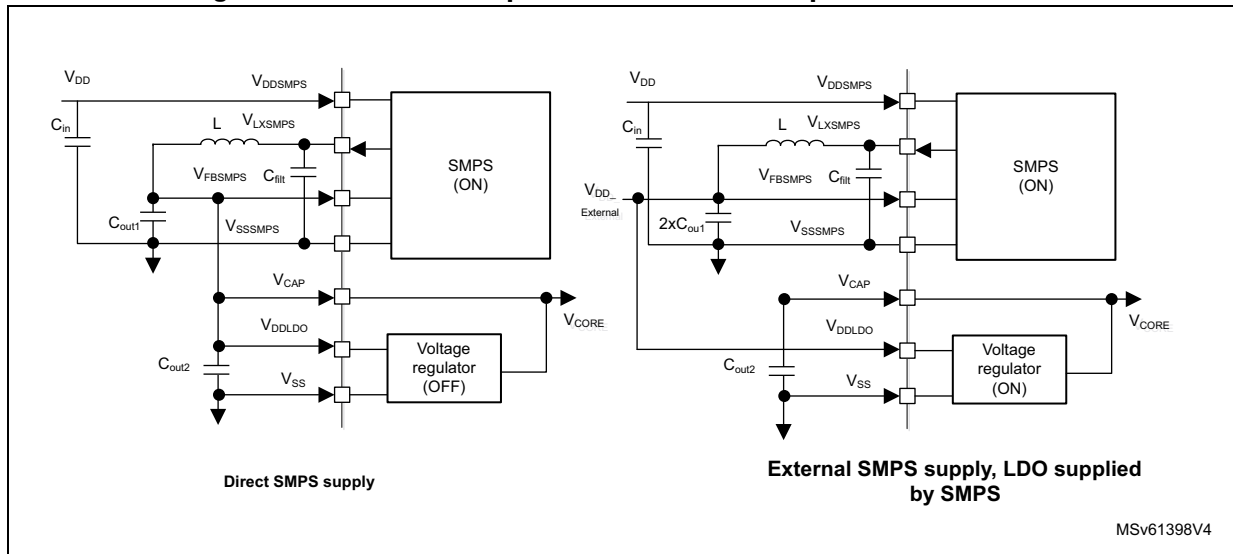 VDD
VDDSMPS
Cin
L
VLXSMPS
SMPS
(ON)
VFBSMPS
Cfilt
Cout1
VSSSMPS
VCAP
VCORE
VDDLDO
Voltage
regulator
(OFF)
Cout2
VSS
Direct SMPS supply
VDD
VDDSMPS
Cin
L
VLXSMPS
SMPS
(ON)
VFBSMPS
Cfilt
VDD_
External
2xCou1
VSSSMPS
VCAP
VCORE
VDDLDO
Voltage
regulator
(ON)
Cout2
VSS
External SMPS supply, LDO supplied
by SMPS
MSv61398V4